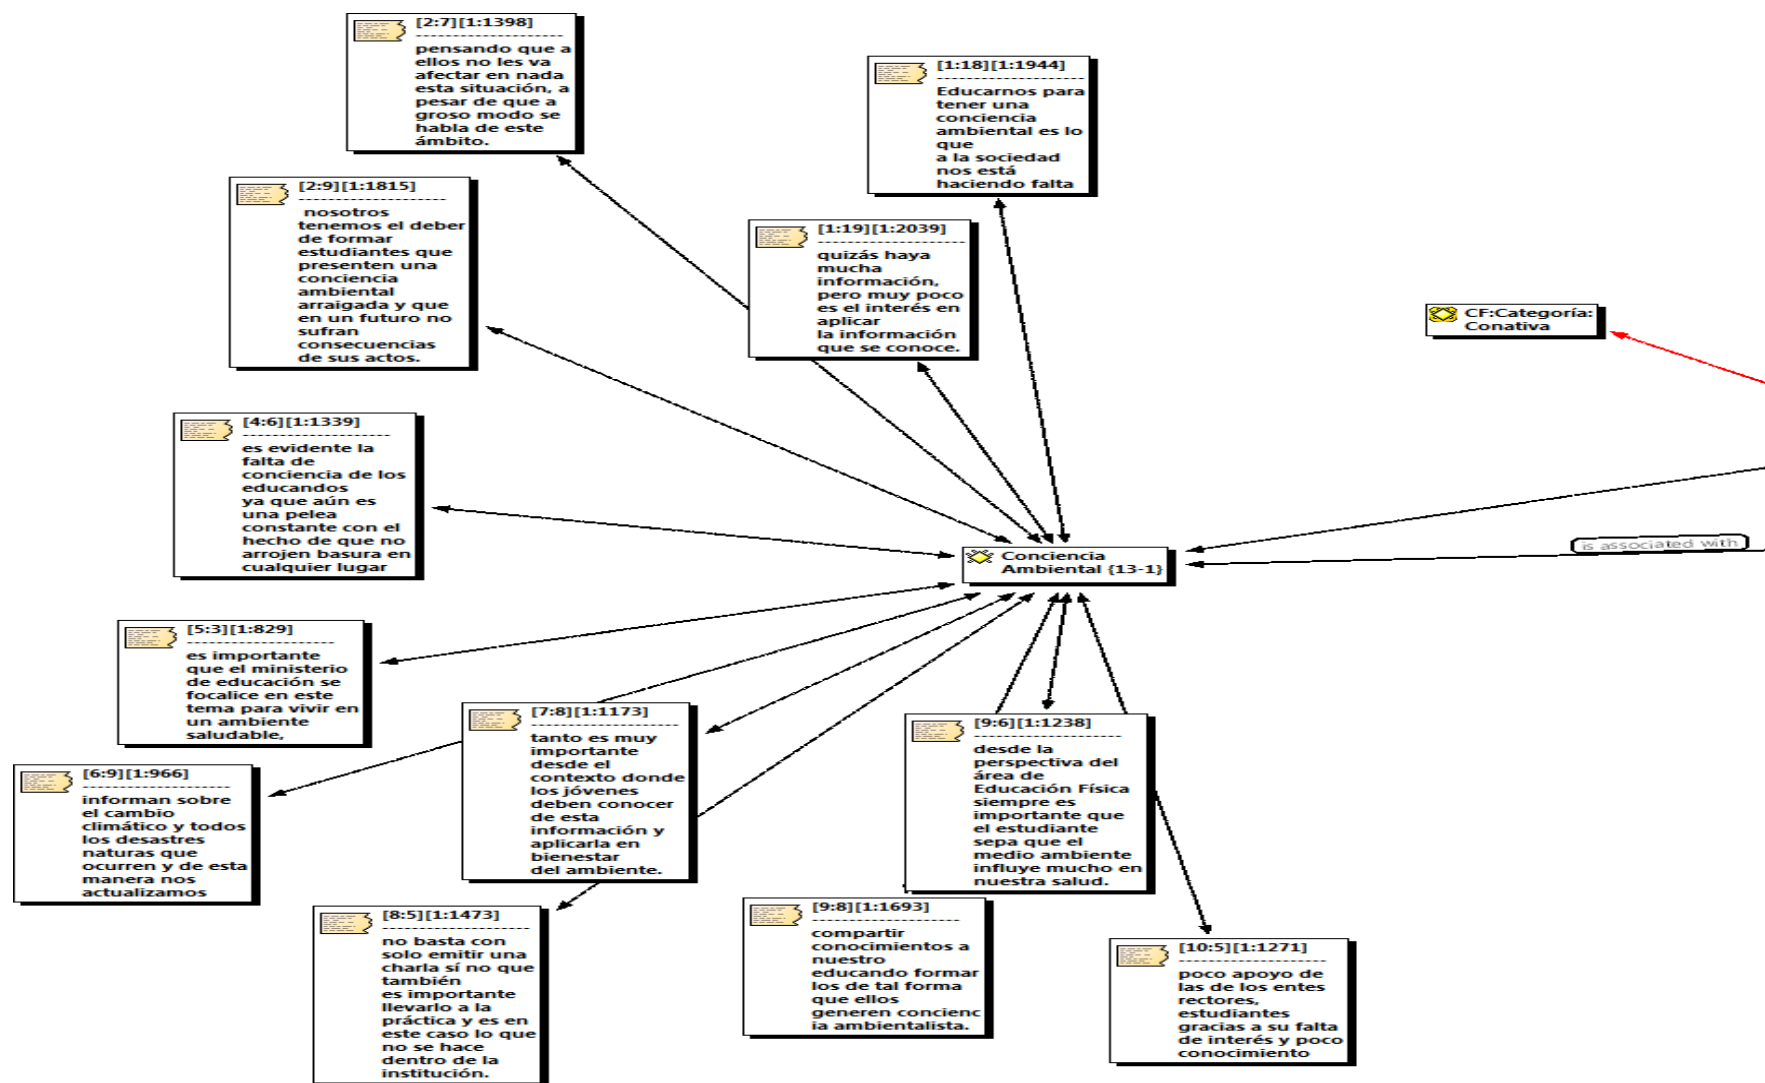 [2:7][1:1398]
pensando que a
ellos no les va
afectar en nada
esta situación, a
pesar de que a
groso modo se
habla de este
ámbito.
[1:18][1:1944]
Educarnos para
tener una
conciencia
ambiental es lo
que
a la sociedad
nos está
haciendo falta
[2:9][1:1815]
nosotros
tenemos el deber
de formar
estudiantes que
presenten una
conciencia
ambiental
arraigada y que
en un futuro no
sufran
consecuencias
de sus actos.
[1:19][1:2039]
quizás haya
mucha
información,
pero muy poco
es el interés en
aplicar
la información
que se conoce.
CF:Categoría:
Conativa
[4:6][1:1339]
es evidente la
falta de
conciencia de los
educandos
ya que aún es
una pelea
constante con el
hecho de que no
arrojen basura en
cualquier lugar
Conciencia
Ambiental {13-1}
is associated with
[5:3][1:829]
es importante
que el ministerio
de educación se
focalice en este
tema para vivir en
un ambiente
saludable,
[7:8][1:1173]
tanto es muy
importante
desde el
contexto donde
los jóvenes
deben conocer
de esta
información y
aplicarla en
bienestar
del ambiente.
[9:6][1:1238]
desde la
perspectiva del
área de
Educación Física
siempre es
importante que
el estudiante
sepa que el
medio ambiente
influye mucho en
nuestra salud.
[6:9][1:966]
informan sobre
el cambio
climático y todos
los desastres
naturas que
ocurren y de esta
manera nos
actualizamos
[8:5][1:1473]
no basta con
solo emitir una
charla sí no que
también
es importante
llevarlo a la
práctica y es en
este caso lo que
no se hace
dentro de la
institución.
[9:8][1:1693]
compartir
conocimientos a
nuestro
educando formar
los de tal forma
que ellos
generen concienc
ia ambientalista.
[10:5][1:1271]
poco apoyo de
las de los entes
rectores,
estudiantes
gracias a su falta
de interés y poco
conocimiento